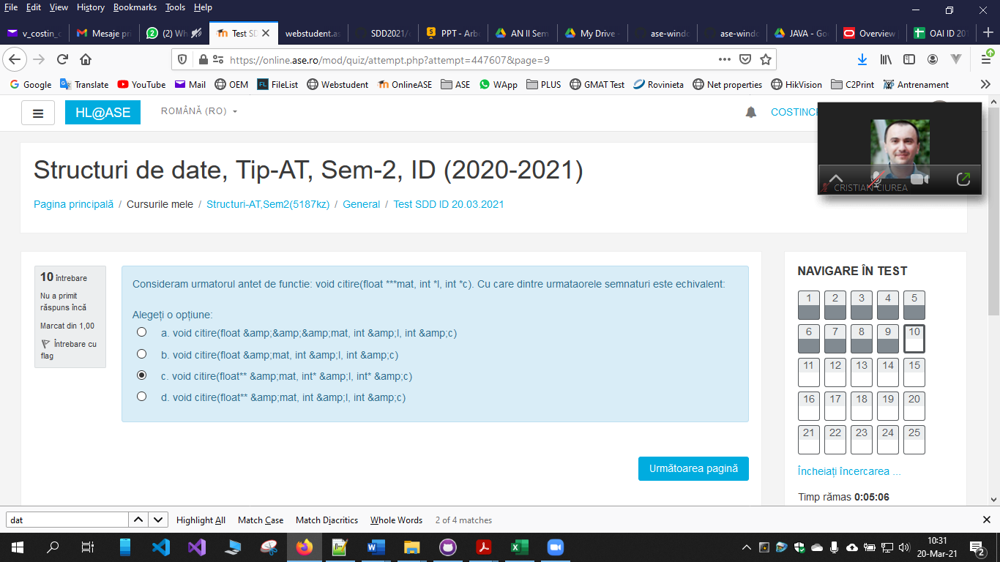 File Edit View History Bookmarks Tools Help
v_costin_c Mesaje pri (2) Wh Test SD webstudent.as SDD2021/c PPT - Arb AN II Sem My Drive - ase-windo ase-windo JAVA - Go Overview OAI ID 201
https://online.ase.ro/mod/quiz/attempt.php?attempt=447607&page=9
Google Translate YouTube Mail OEM FileList Webstudent OnlineASE ASE WApp PLUS GMAT Test Rovinieta Net properties HikVision C2Print Antrenament
HL@ASE ROMÂNĂ (RO) COSTINC
CRISTIAN CIUREA
Structuri de date, Tip-AT, Sem-2, ID (2020-2021)
Pagina principală / Cursurile mele / Structuri-AT,Sem2(5187kz) / General / Test SDD ID 20.03.2021
10 întrebare
Nu a primit
răspuns încă
Marcat din 1,00
Întrebare cu
flag
Consideram urmatorul antet de functie: void citire(float ***mat, int *l, int *c). Cu care dintre urmataorele semnaturi este echivalent:
Alegeți o opțiune:
a. void citire(float &amp;&amp;&amp;mat, int &amp;l, int &amp;c)
b. void citire(float &amp;mat, int &amp;l, int &amp;c)
c. void citire(float** &amp;mat, int* &amp;l, int* &amp;c)
d. void citire(float** &amp;mat, int &amp;l, int &amp;c)
Următoarea pagină
NAVIGARE ÎN TEST
1 2 3 4 5
6 7 8 9 10
11 12 13 14 15
16 17 18 19 20
21 22 23 24 25
Încheiați încercarea ...
Timp rămas 0:05:06
dat Highlight All Match Case Match Diacritics Whole Words 2 of 4 matches
10:31
20-Mar-21
2